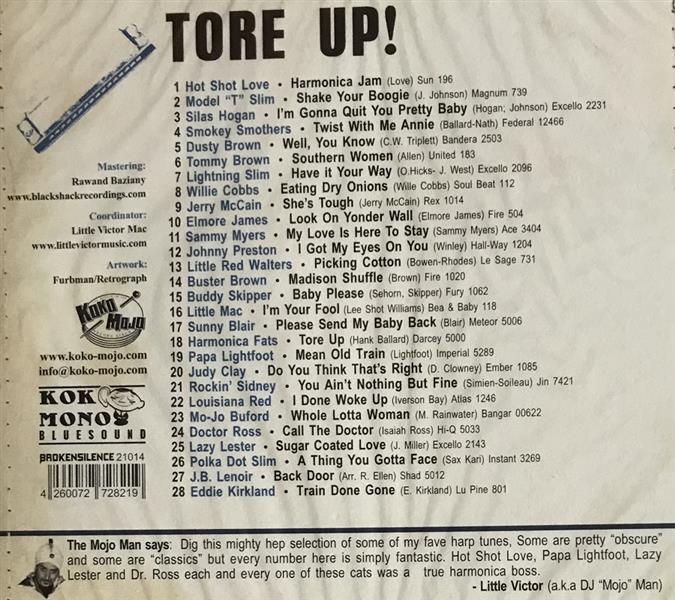 TORE UP!
1 Hot Shot Love • Harmonica Jam (Love) Sun 196
2 Model "T" Slim • Shake Your Boogie (J. Johnson) Magnum 739
3 Silas Hogan • I'm Gonna Quit You Pretty Baby (Hogan; Johnson) Excello 2231
4 Smokey Smothers • Twist With Me Annie (Ballard-Nath) Federal 12466
5 Dusty Brown • Well, You Know (C.W. Triplett) Bandera 2503
6 Tommy Brown • Southern Women (Allen) United 183
7 Lightning Slim • Have it Your Way (O.Hicks- J. West) Excello 2096
8 Willie Cobbs • Eating Dry Onions (Wille Cobbs) Soul Beat 112
9 Jerry McCain • She's Tough (Jerry McCain) Rex 1014
10 Elmore James • Look On Yonder Wall (Elmore James) Fire 504
11 Sammy Myers • My Love Is Here To Stay (Sammy Myers) Ace 3404
12 Johnny Preston • I Got My Eyes On You (Winley) Hall-Way 1204
13 Little Red Walters • Picking Cotton (Bowen-Rhodes) Le Sage 731
14 Buster Brown • Madison Shuffle (Brown) Fire 1020
15 Buddy Skipper • Baby Please (Sehorn, Skipper) Fury 1062
16 Little Mac • I'm Your Fool (Lee Shot Williams) Bea & Baby 118
17 Sunny Blair • Please Send My Baby Back (Blair) Meteor 5006
18 Harmonica Fats • Tore Up (Hank Ballard) Darcey 5000
19 Papa Lightfoot • Mean Old Train (Lightfoot) Imperial 5289
20 Judy Clay • Do You Think That's Right (D. Clowney) Ember 1085
21 Rockin' Sidney • You Ain't Nothing But Fine (Simien-Soileau) Jin 7421
22 Louisiana Red • I Done Woke Up (Iverson Bay) Atlas 1246
23 Mo-Jo Buford • Whole Lotta Woman (M. Rainwater) Bangar 00622
24 Doctor Ross • Call The Doctor (Isaiah Ross) Hi-Q 5033
25 Lazy Lester • Sugar Coated Love (J. Miller) Excello 2143
26 Polka Dot Slim • A Thing You Gotta Face (Sax Kari) Instant 3269
27 J.B. Lenoir • Back Door (Arr. R. Ellen) Shad 5012
28 Eddie Kirkland • Train Done Gone (E. Kirkland) Lu Pine 801
Mastering:
Rawand Baziany
www.blackshackrecordings.com
Coordinator:
Little Victor Mac
www.littlevictormusic.com
Artwork:
Furbman/Retrograph
KOKO
MOJO
www.koko-mojo.com
info@koko-mojo.com
KOK
MONO
BLUESOUND
BROKENSILENCE 21014
4 260072 728219
The Mojo Man says: Dig this mighty hep selection of some of my fave harp tunes, Some are pretty "obscure"
and some are "classics" but every number here is simply fantastic. Hot Shot Love, Papa Lightfoot, Lazy
Lester and Dr. Ross each and every one of these cats was a true harmonica boss.
- Little Victor (a.k.a DJ "Mojo" Man)